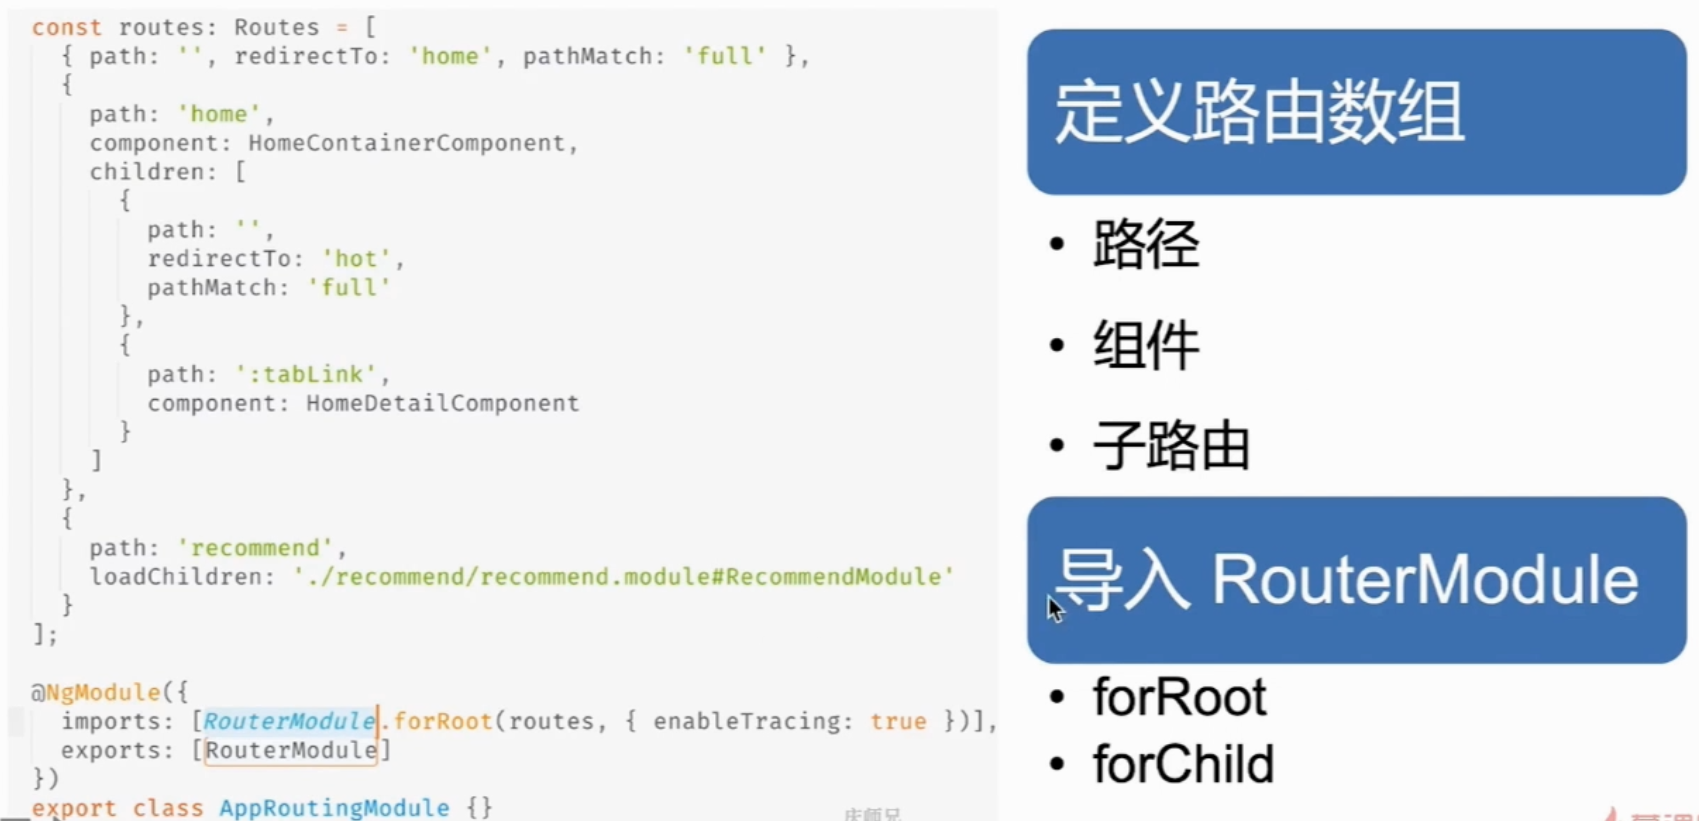 const routes: Routes = [
{ path: '', redirectTo: 'home', pathMatch: 'full' },
{
path: 'home',
component: HomeContainerComponent,
children: [
{
path: '',
redirectTo: 'hot',
pathMatch: 'full'
},
{
path: ':tabLink',
component: HomeDetailComponent
}
]
},
{
path: 'recommend',
loadChildren: './recommend/recommend.module#RecommendModule'
}
];
@NgModule({
imports: [RouterModule.forRoot(routes, { enableTracing: true })],
exports: [RouterModule]
})
export class AppRoutingModule {}
定义路由数组
• 路径
• 组件
• 子路由
导入 RouterModule
• forRoot
• forChild